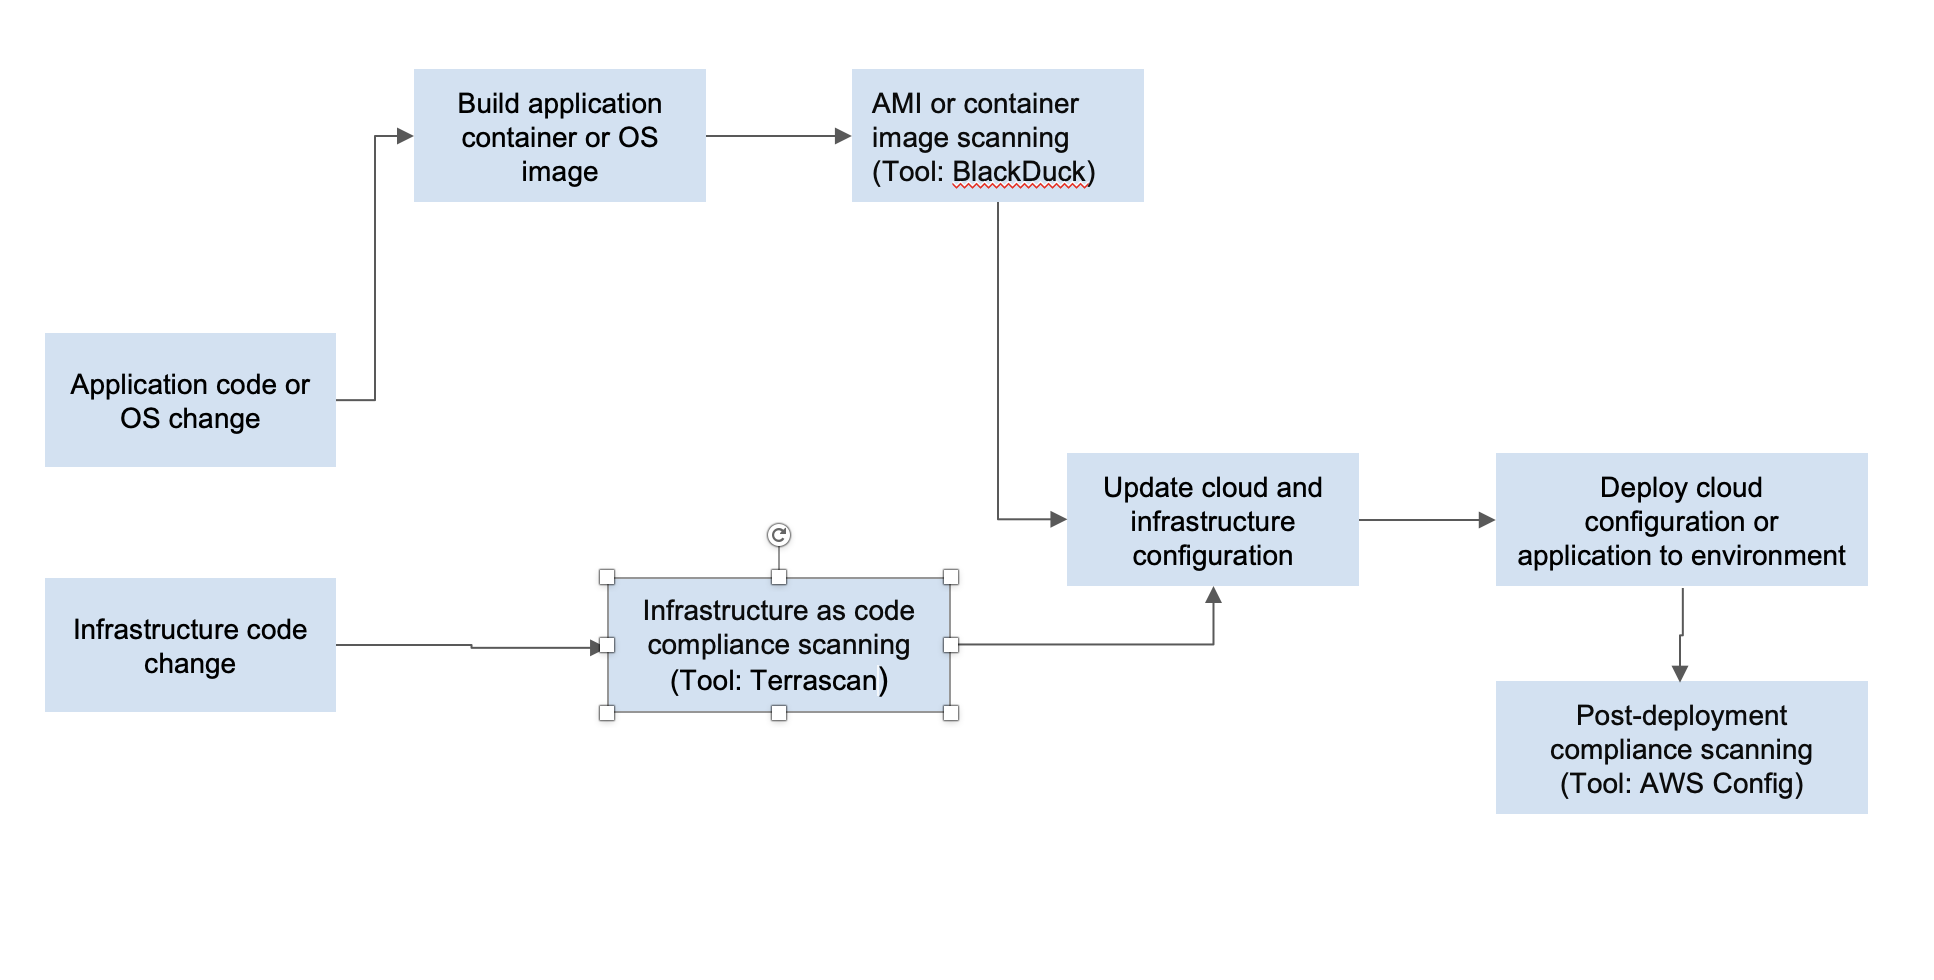 Build application
container or OS
image
AMI or container
image scanning
(Tool: BlackDuck)
Application code or
OS change
Infrastructure code
change
Infrastructure as code
compliance scanning
(Tool: Terrascan)
Update cloud and
infrastructure
configuration
Deploy cloud
configuration or
application to environment
Post-deployment
compliance scanning
(Tool: AWS Config)